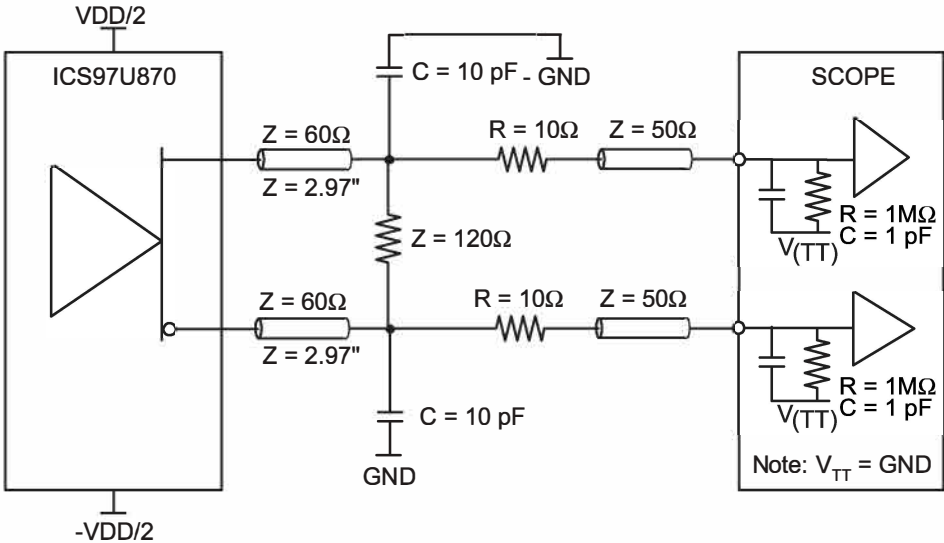 VDD/2
ICS97U870
C = 10 pF
- GND
SCOPE
Z = 60Ω
R = 10Ω
Z = 50Ω
Z = 2.97"
R = 1MΩ
C = 1 pF
V(TT)
Z = 120Ω
Z = 60Ω
R = 10Ω
Z = 50Ω
Z = 2.97"
R = 1MΩ
C = 1 pF
V(TT)
C = 10 pF
GND
Note: VTT = GND
-VDD/2